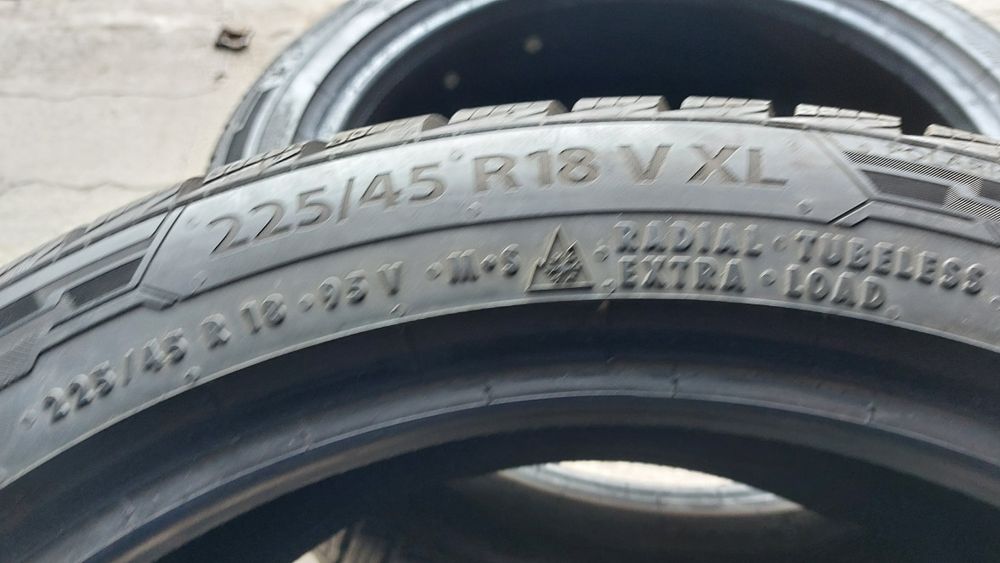 225/45 R18 V XL
225/45 R 18 · 93 V · M·S RADIAL · TUBELESS
EXTRA · LOAD